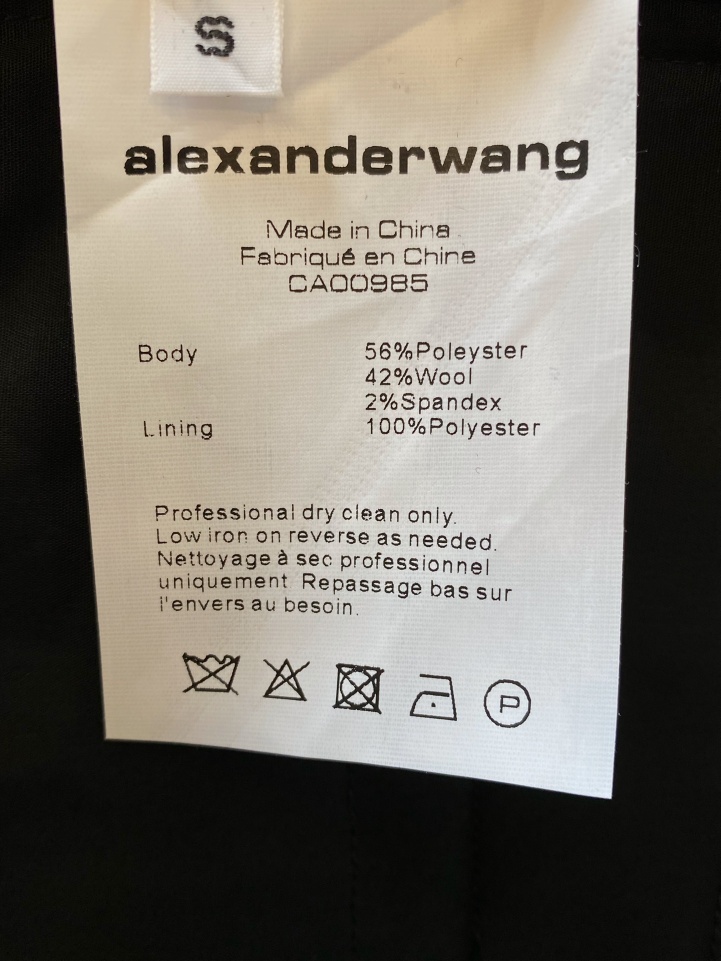 S
alexanderwang
Made in China
Fabriqué en Chine
CA00985
Body 56%Poleyster
42%Wool
2%Spandex
Lining 100%Polyester
Professional dry clean only.
Low iron on reverse as needed.
Nettoyage à sec professionnel
uniquement. Repassage bas sur
l'envers au besoin.
P